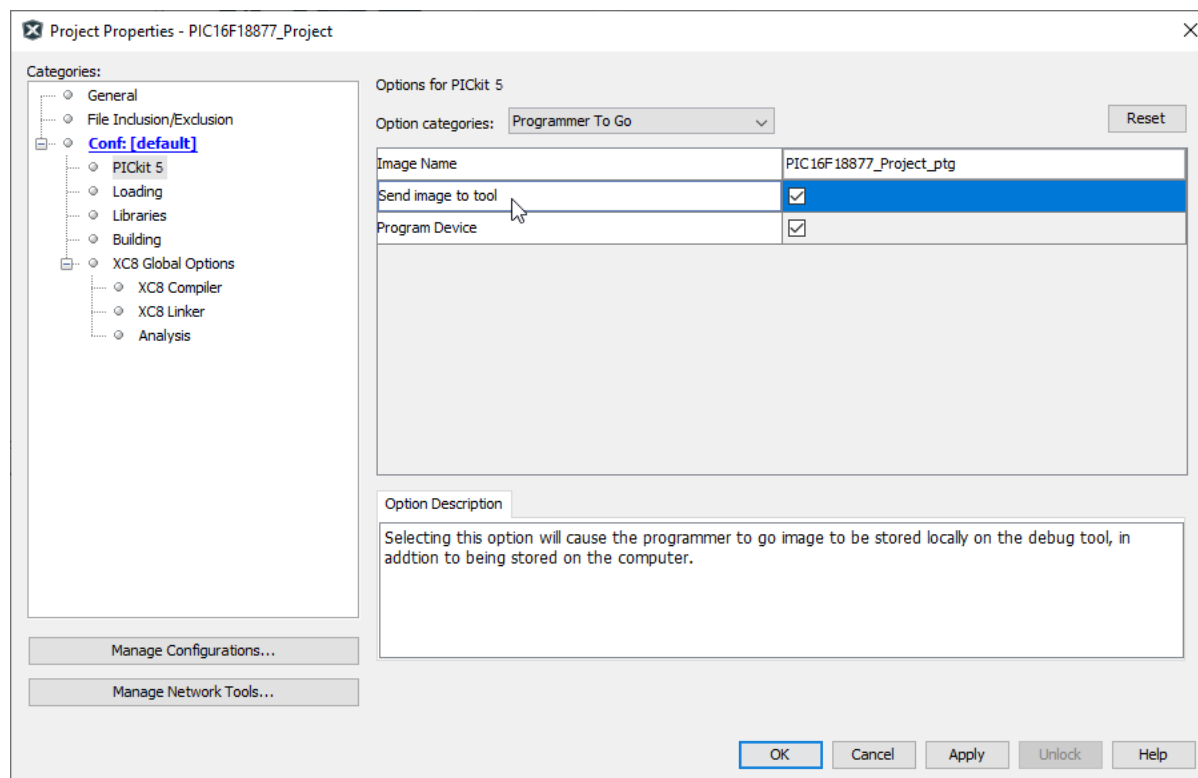 Project Properties - PIC16F18877_Project
Categories:
General
File Inclusion/Exclusion
Conf: [default]
PICkit 5
Loading
Libraries
Building
XC8 Global Options
XC8 Compiler
XC8 Linker
Analysis
Manage Configurations...
Manage Network Tools...
Options for PICkit 5
Option categories: Programmer To Go Reset
Image Name PIC16F18877_Project_ptg
Send image to tool
Program Device
Option Description
Selecting this option will cause the programmer to go image to be stored locally on the debug tool, in
addtion to being stored on the computer.
OK Cancel Apply Unlock Help